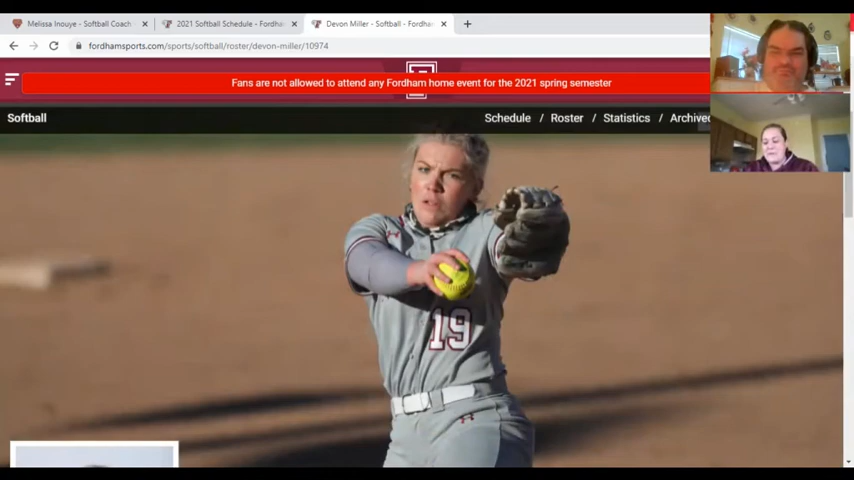 Melissa Inouye - Softball Coach
2021 Softball Schedule - Fordha
Devon Miller - Softball - Fordha
fordhamsports.com/sports/softball/roster/devon-miller/10974
Fans are not allowed to attend any Fordham home event for the 2021 spring semester
Softball
Schedule / Roster / Statistics / Archived
19